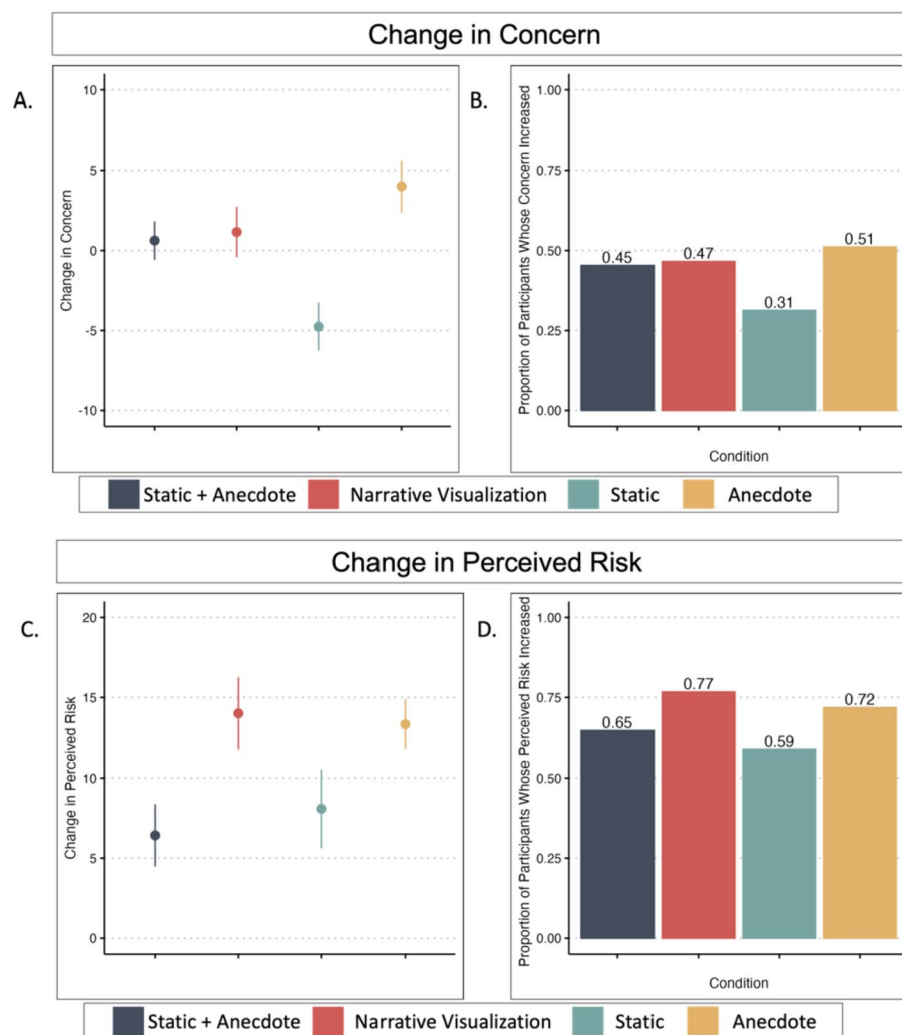 Change in Concern
A.
Change in Concern
10
5
0
-5
-10
B.
Proportion of Participants Whose Concern Increased
1.00
0.75
0.50
0.25
0.00
0.45
0.47
0.31
0.51
Condition
Static + Anecdote
Narrative Visualization
Static
Anecdote
Change in Perceived Risk
C.
Change in Perceived Risk
20
15
10
5
0
D.
Proportion of Participants Whose Perceived Risk Increased
1.00
0.75
0.50
0.25
0.00
0.65
0.77
0.59
0.72
Condition
Static + Anecdote
Narrative Visualization
Static
Anecdote